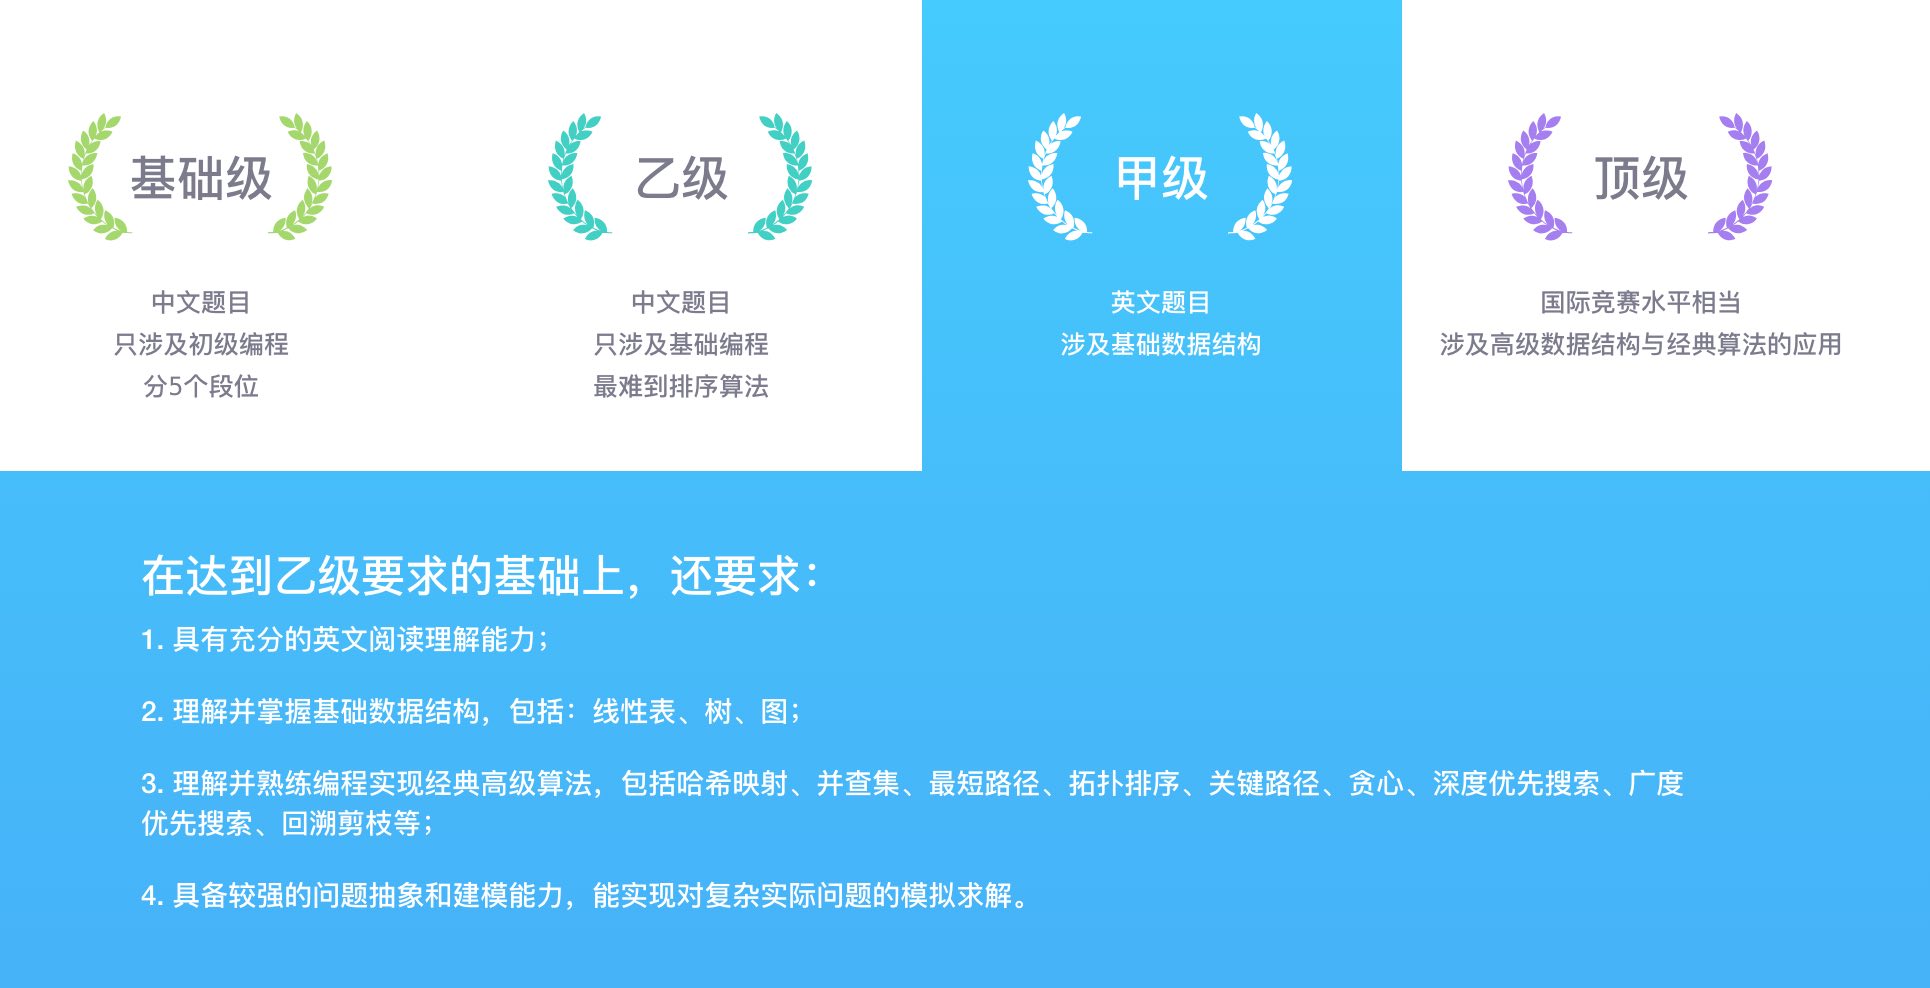 基础级
中文题目
只涉及初级编程
分5个段位
乙级
中文题目
只涉及基础编程
最难到排序算法
甲级
英文题目
涉及基础数据结构
顶级
国际竞赛水平相当
涉及高级数据结构与经典算法的应用
在达到乙级要求的基础上，还要求：
1. 具有充分的英文阅读理解能力；
2. 理解并掌握基础数据结构，包括：线性表、树、图；
3. 理解并熟练编程实现经典高级算法，包括哈希映射、并查集、最短路径、拓扑排序、关键路径、贪心、深度优先搜索、广度
优先搜索、回溯剪枝等；
4. 具备较强的问题抽象和建模能力，能实现对复杂实际问题的模拟求解。